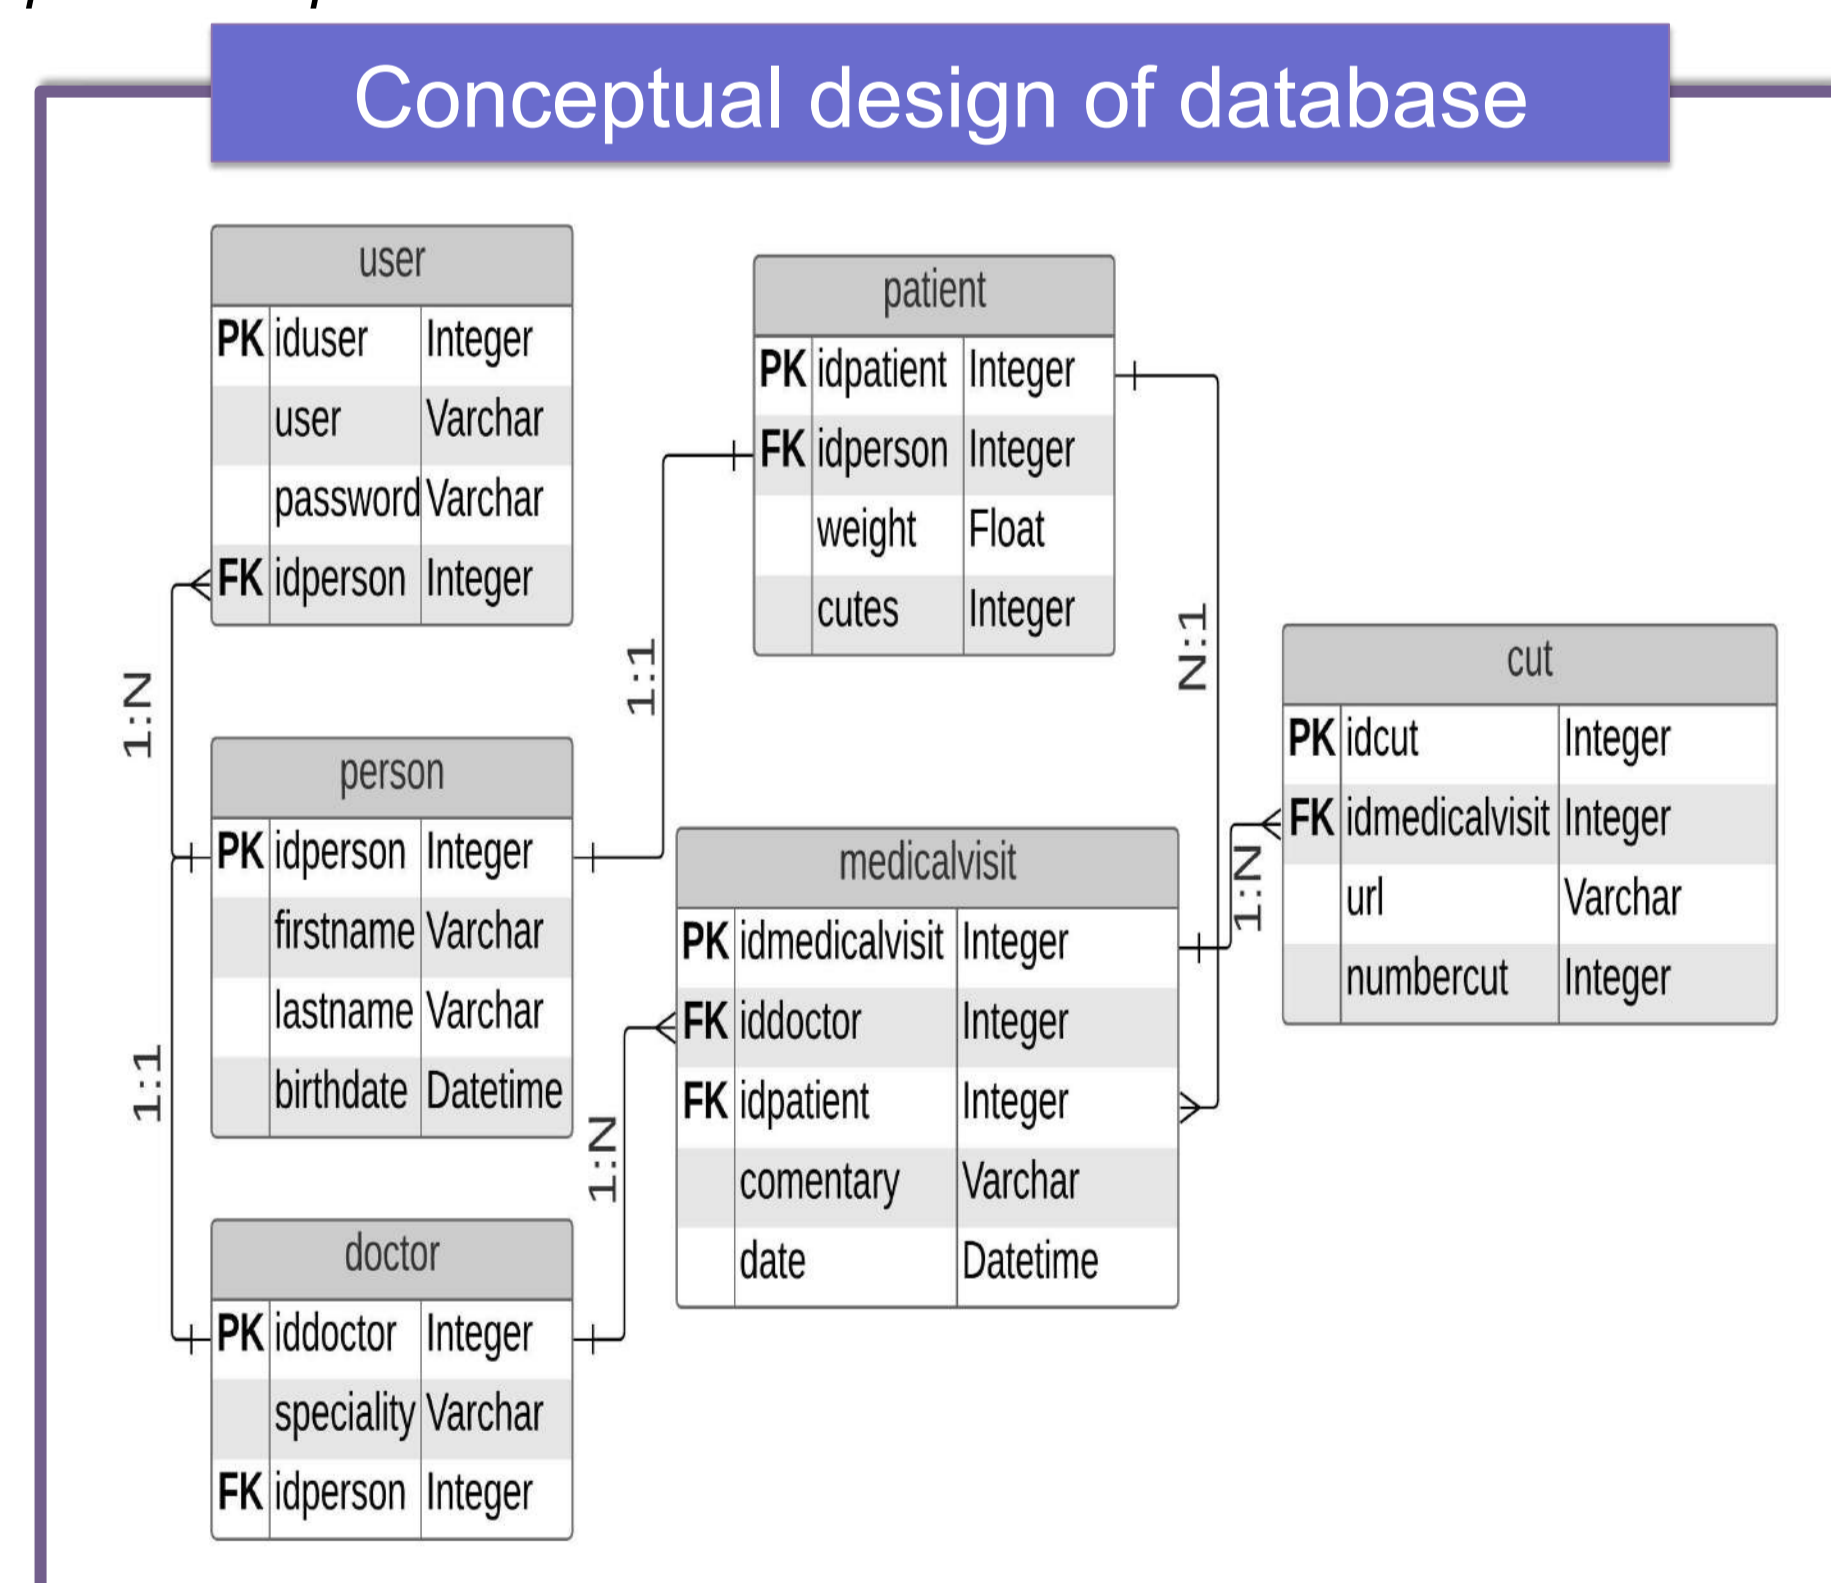 Conceptual design of database
user
PK iduser Integer
user Varchar
password Varchar
FK idperson Integer
patient
PK idpatient Integer
FK idperson Integer
weight Float
cutes Integer
1:N
1:1
N:1
person
PK idperson Integer
firstname Varchar
lastname Varchar
birthdate Datetime
cut
PK idcut Integer
FK idmedicalvisit Integer
url Varchar
numbercut Integer
medicalvisit
PK idmedicalvisit Integer
FK iddoctor Integer
FK idpatient Integer
comentary Varchar
date Datetime
1:N
1:1
1:N
doctor
PK iddoctor Integer
speciality Varchar
FK idperson Integer